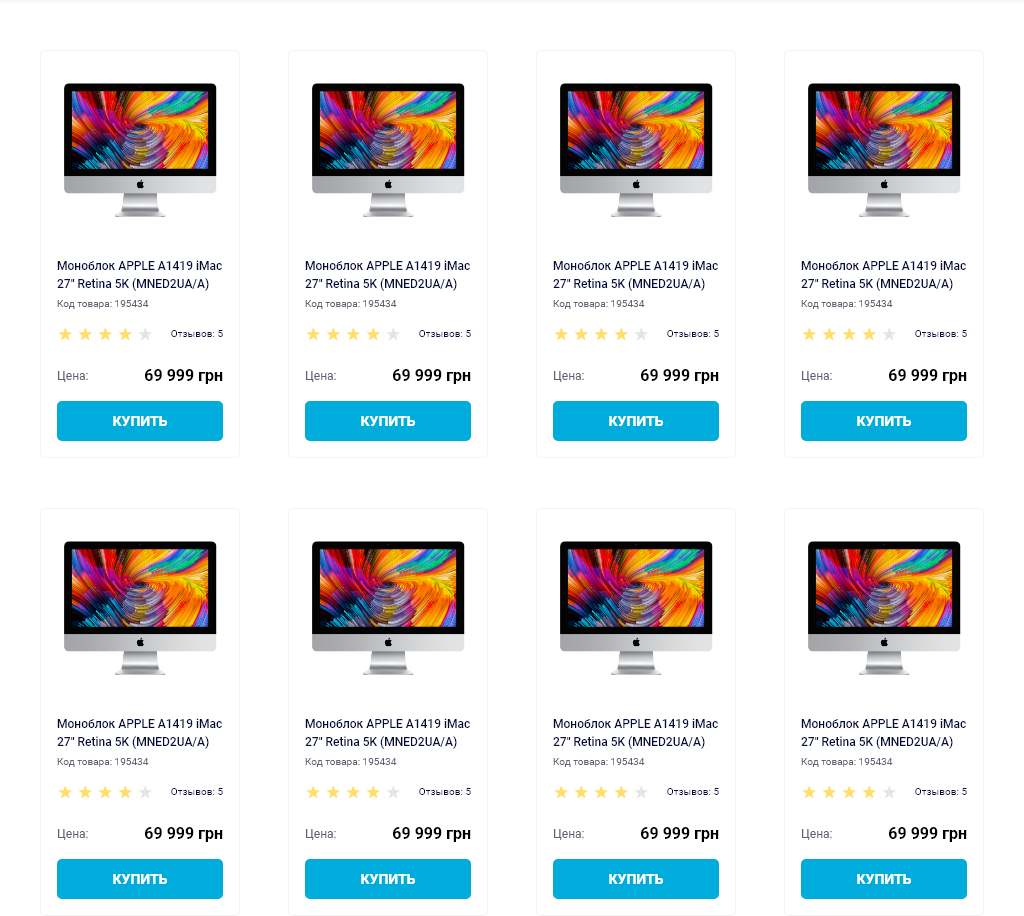 Моноблок APPLE A1419 iMac
27" Retina 5K (MNED2UA/A)
Код товара: 195434
Отзывов: 5
Цена: 69 999 грн
КУПИТЬ
Моноблок APPLE A1419 iMac
27" Retina 5K (MNED2UA/A)
Код товара: 195434
Отзывов: 5
Цена: 69 999 грн
КУПИТЬ
Моноблок APPLE A1419 iMac
27" Retina 5K (MNED2UA/A)
Код товара: 195434
Отзывов: 5
Цена: 69 999 грн
КУПИТЬ
Моноблок APPLE A1419 iMac
27" Retina 5K (MNED2UA/A)
Код товара: 195434
Отзывов: 5
Цена: 69 999 грн
КУПИТЬ
Моноблок APPLE A1419 iMac
27" Retina 5K (MNED2UA/A)
Код товара: 195434
Отзывов: 5
Цена: 69 999 грн
КУПИТЬ
Моноблок APPLE A1419 iMac
27" Retina 5K (MNED2UA/A)
Код товара: 195434
Отзывов: 5
Цена: 69 999 грн
КУПИТЬ
Моноблок APPLE A1419 iMac
27" Retina 5K (MNED2UA/A)
Код товара: 195434
Отзывов: 5
Цена: 69 999 грн
КУПИТЬ
Моноблок APPLE A1419 iMac
27" Retina 5K (MNED2UA/A)
Код товара: 195434
Отзывов: 5
Цена: 69 999 грн
КУПИТЬ